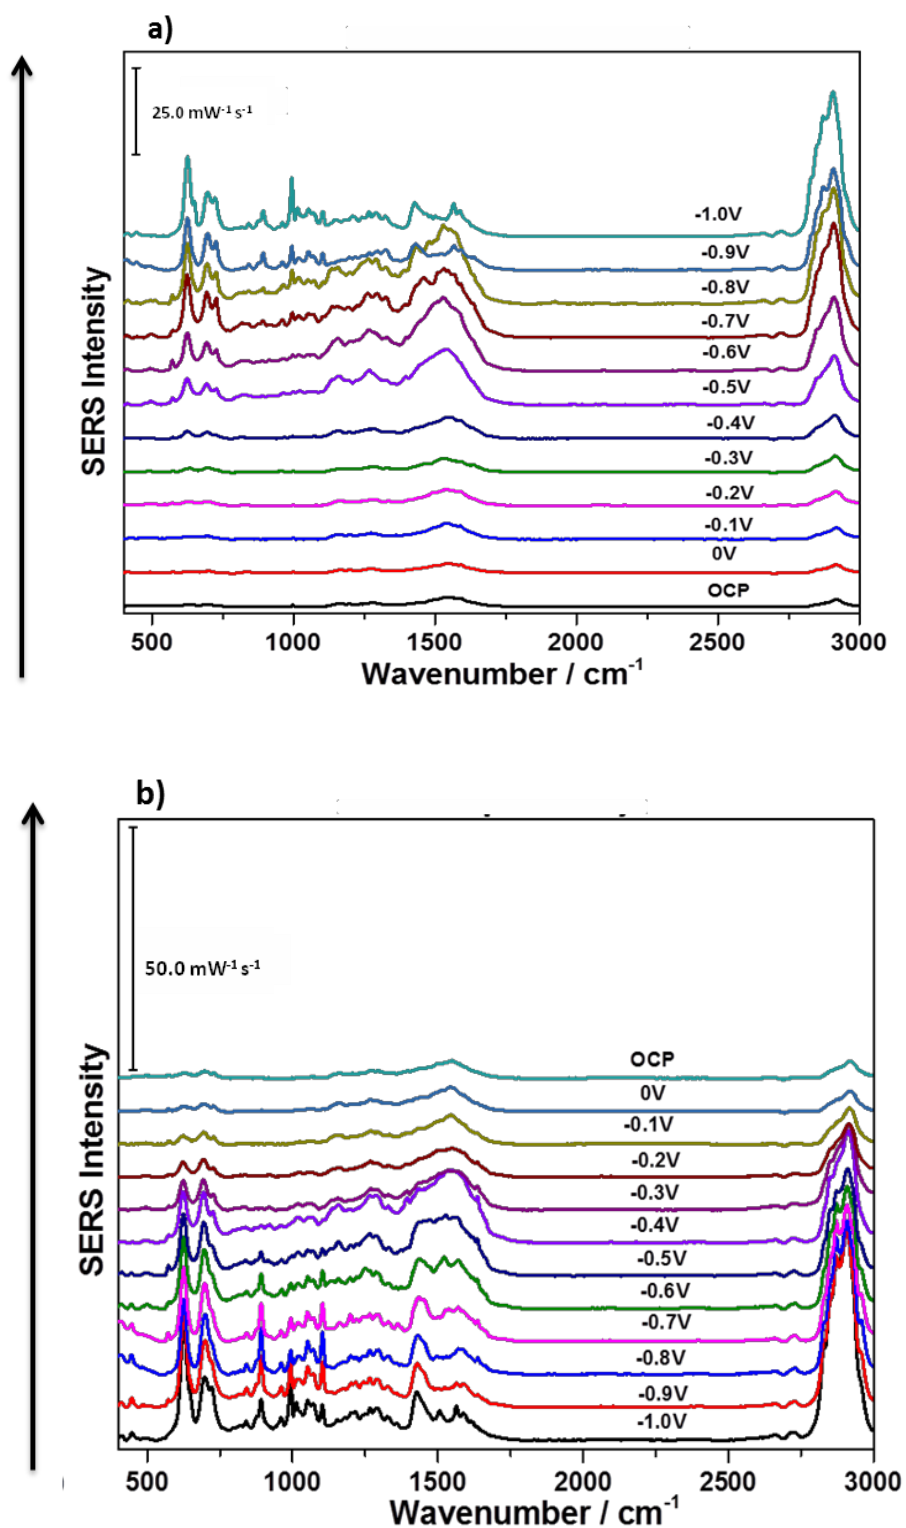 a)
25.0 mW⁻¹ s⁻¹
-1.0V
-0.9V
-0.8V
-0.7V
-0.6V
-0.5V
-0.4V
-0.3V
-0.2V
-0.1V
0V
OCP
SERS Intensity
500 1000 1500 2000 2500 3000
Wavenumber / cm⁻¹
b)
50.0 mW⁻¹ s⁻¹
OCP
0V
-0.1V
-0.2V
-0.3V
-0.4V
-0.5V
-0.6V
-0.7V
-0.8V
-0.9V
-1.0V
SERS Intensity
500 1000 1500 2000 2500 3000
Wavenumber / cm⁻¹